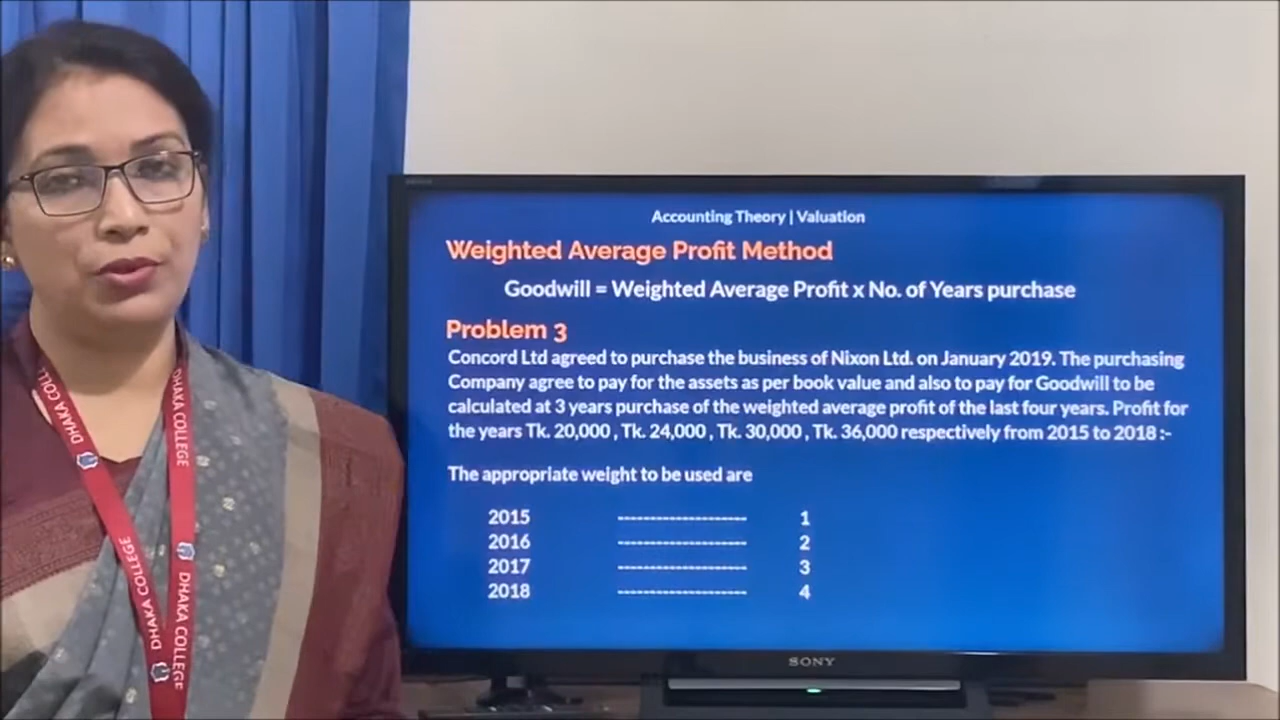 Accounting Theory | Valuation
Weighted Average Profit Method
Goodwill = Weighted Average Profit x No. of Years purchase
Problem 3
Concord Ltd agreed to purchase the business of Nixon Ltd. on January 2019. The purchasing
Company agree to pay for the assets as per book value and also to pay for Goodwill to be
calculated at 3 years purchase of the weighted average profit of the last four years. Profit for
the years Tk. 20,000 , Tk. 24,000 , Tk. 30,000 , Tk. 36,000 respectively from 2015 to 2018 :-
The appropriate weight to be used are
2015 -------------------- 1
2016 -------------------- 2
2017 -------------------- 3
2018 -------------------- 4
SONY
DHAKA COLL
DHAKA COLLEGE
DHAKA COLLEGE
DHAKA COLLEGE